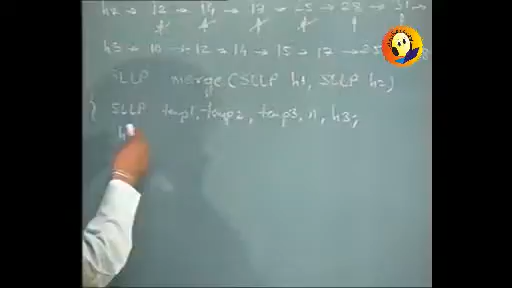 h2 → 12 → 14 → 13 → 25 → 28 → 31 →
h3 → 10 → 12 → 14 → 15 → 17 → 25
SLLP merge (SLLP h1, SLLP h2)
{ SLLP temp1, temp2, temp3, n, h3;
h